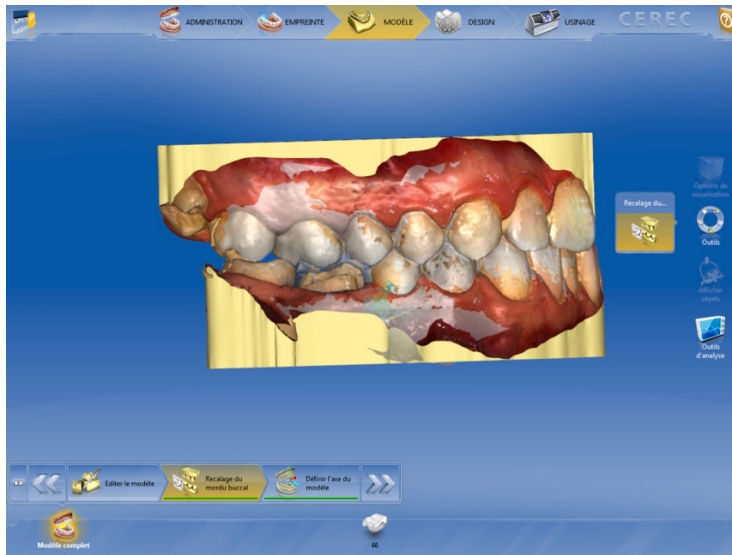 ADMINISTRATION
EMPREINTE
MODÈLE
DESIGN
USINAGE
CEREC
Options de
visualisation
Recalage du...
Outils
Afficher
objets
Outils
d'analyse
Editer le modèle
Recalage du
mordu buccal
Définir l'axe du
modèle
Modèle complet
46